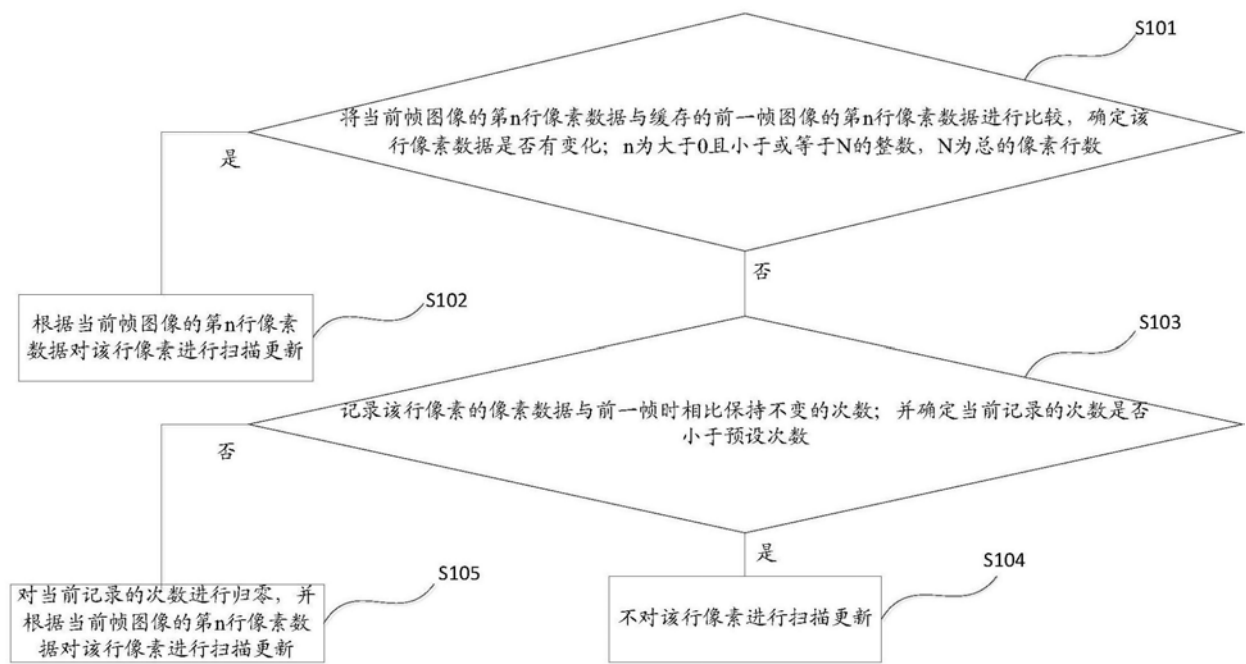 S101
将当前帧图像的第n行像素数据与缓存的前一帧图像的第n行像素数据进行比较，确定该
行像素数据是否有变化；n为大于0且小于或等于N的整数，N为总的像素行数
是
否
S102
根据当前帧图像的第n行像素
数据对该行像素进行扫描更新
S103
记录该行像素的像素数据与前一帧时相比保持不变的次数；并确定当前记录的次数是否
小于预设次数
否
是
S105
对当前记录的次数进行归零，并
根据当前帧图像的第n行像素数
据对该行像素进行扫描更新
S104
不对该行像素进行扫描更新